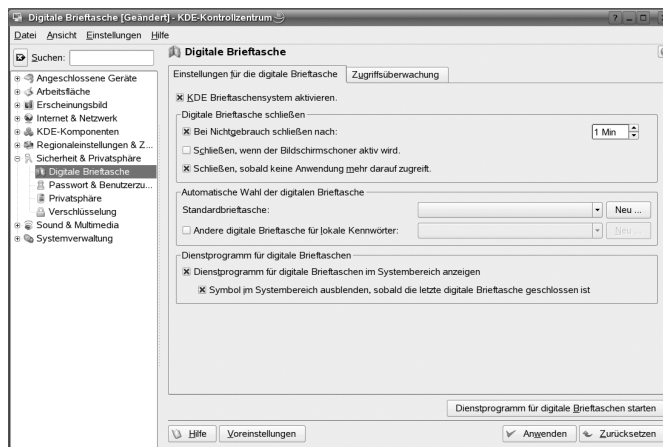 Digitale Brieftasche [Geändert] - KDE-Kontrollzentrum
Datei Ansicht Einstellungen Hilfe
Suchen:
Angeschlossene Geräte
Arbeitsfläche
Erscheinungsbild
Internet & Netzwerk
KDE-Komponenten
Regionaleinstellungen & Z...
Sicherheit & Privatsphäre
Digitale Brieftasche
Passwort & Benutzerzu...
Privatsphäre
Verschlüsselung
Sound & Multimedia
Systemverwaltung
Digitale Brieftasche
Einstellungen für die digitale Brieftasche Zugriffsüberwachung
KDE Brieftaschensystem aktivieren.
Digitale Brieftasche schließen
Bei Nichtgebrauch schließen nach: 1 Min
Schließen, wenn der Bildschirmschoner aktiv wird.
Schließen, sobald keine Anwendung mehr darauf zugreift.
Automatische Wahl der digitalen Brieftasche
Standardbrieftasche: Neu ...
Andere digitale Brieftasche für lokale Kennwörter: Neu ...
Dienstprogramm für digitale Brieftaschen
Dienstprogramm für digitale Brieftaschen im Systembereich anzeigen
Symbol im Systembereich ausblenden, sobald die letzte digitale Brieftasche geschlossen ist
Dienstprogramm für digitale Brieftaschen starten
Hilfe Voreinstellungen Anwenden Zurücksetzen